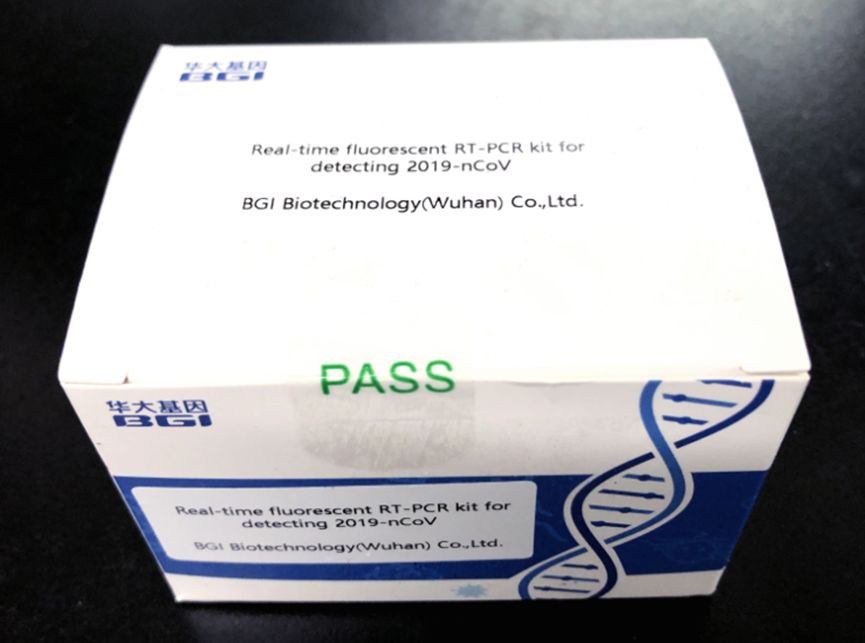 华大基因
BGI
Real-time fluorescent RT-PCR kit for
detecting 2019-nCoV
BGI Biotechnology(Wuhan) Co.,Ltd.
PASS
华大基因
BGI
Real-time fluorescent RT-PCR kit for
detecting 2019-nCoV
BGI Biotechnology(Wuhan) Co.,Ltd.